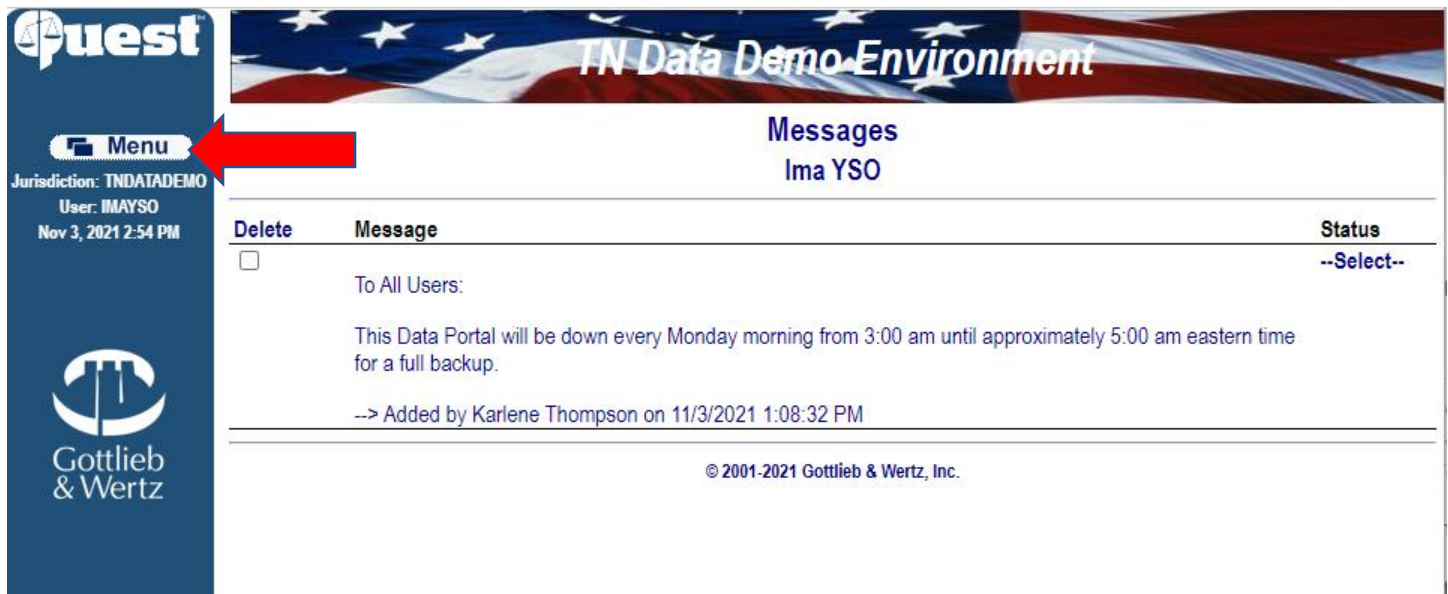 Quest
TN Data Demo Environment
Menu
Jurisdiction: TNDATADEMO
User: IMAYSO
Nov 3, 2021 2:54 PM
Messages
Ima YSO
Delete Message Status
--Select--
To All Users:
This Data Portal will be down every Monday morning from 3:00 am until approximately 5:00 am eastern time
for a full backup.
--> Added by Karlene Thompson on 11/3/2021 1:08:32 PM
Gottlieb
& Wertz
© 2001-2021 Gottlieb & Wertz, Inc.